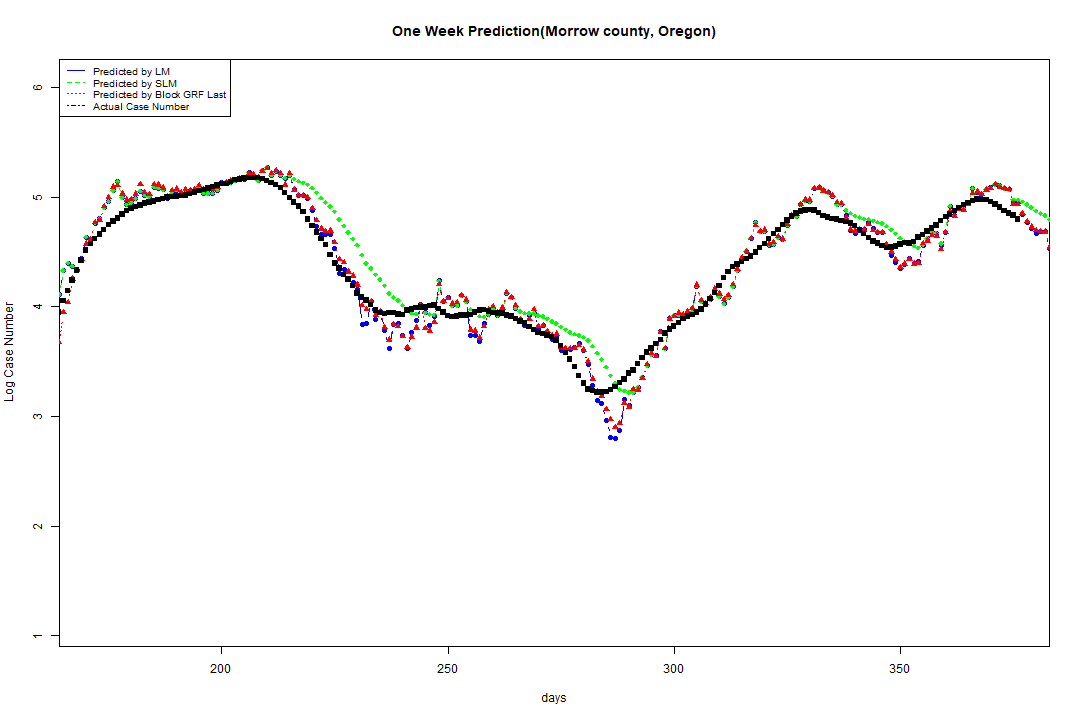 One Week Prediction(Morrow county, Oregon)
Predicted by LM
Predicted by SLM
Predicted by Block GRF Last
Actual Case Number
6
5
4
3
2
1
Log Case Number
200 250 300 350
days